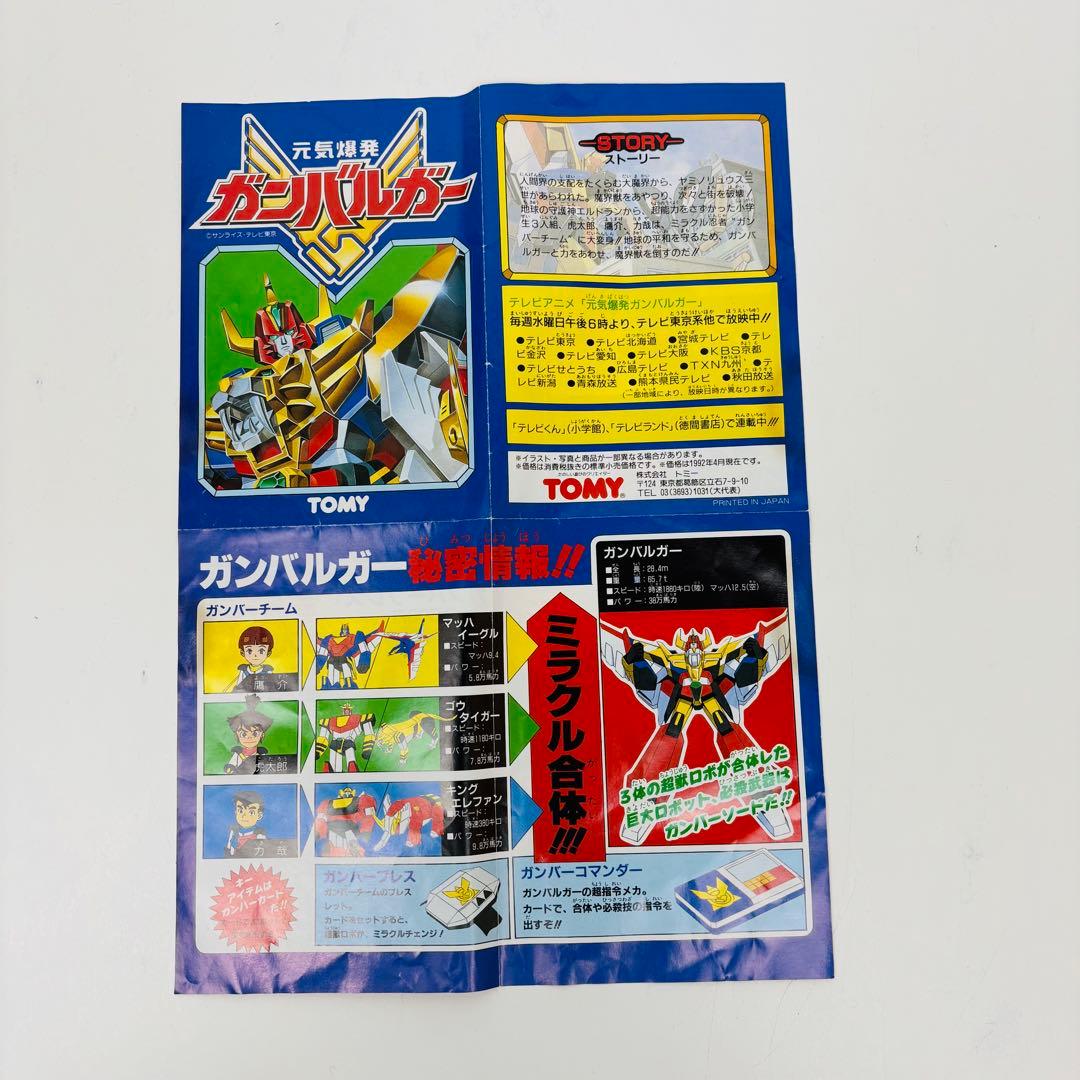 元気爆発
ガンバルガー
©サンライズ・テレビ東京
TOMY
STORY
ストーリー
人間界の支配をたくらむ大魔界から、ヤミノリュウス三
世があらわれた。魔界獣をあやつり、次々と街を破壊!
地球の守護神エルドランから、超能力をさずかった小学
生3人組、虎太郎、鷹介、力哉は、ミラクル忍者“ガン
バーチーム”に大変身!!地球の平和を守るため、ガンバ
ルガーと力をあわせ、魔界獣を倒すのだ!!
テレビアニメ「元気爆発ガンバルガー」
毎週水曜日午後6時より、テレビ東京系他で放映中!!
●テレビ東京 ●テレビ北海道 ●宮城テレビ ●テレ
ビ金沢 ●テレビ愛知 ●テレビ大阪 ●KBS京都
●テレビせとうち ●広島テレビ ●TXN九州 ●テ
レビ新潟 ●青森放送 ●熊本県民テレビ ●秋田放送
(一部地域により、放映日時が異なります。)
「テレビくん」(小学館)、「テレビランド」(徳間書店)で連載中!!!
※イラスト・写真と商品が一部異なる場合があります。
※価格は消費税抜きの標準小売価格です。※価格は1992年4月現在です。
TOMY®
株式会社 トミー
〒124 東京都葛飾区立石7-9-10
TEL 03(3693)1031(大代表)
PRINTED IN JAPAN
ガンバルガー秘密情報!!
ひみつじょうほう
ガンバーチーム
鷹介
マッハ
イーグル
■スピード:
マッハ9.4
■パワー:
5.8万馬力
虎太郎
ゴウ
タイガー
■スピード:
時速1180キロ
■パワー:
7.8万馬力
力哉
キング
エレファン
■スピード:
時速380キロ
■パワー:
9.8万馬力
ミラクル合体!!!
ガンバルガー
■全長:28.4m
■重量:65.7t
■スピード:時速1880キロ(陸) マッハ12.5(空)
■パワー:38万馬力
3体の超獣ロボが合体した
巨大ロボット、必殺武器は
ガンバーソードだ!!
キー
アイテムは
ガンバーカード
だ!!
ガンバーブレス
ガンバーチームのブレス
レット。
カードをセットすると、
超獣ロボが、ミラクルチェンジ!
ガンバーコマンダー
ガンバルガーの超指令メカ。
カードで、合体や必殺技の指令を
出すぞ!!